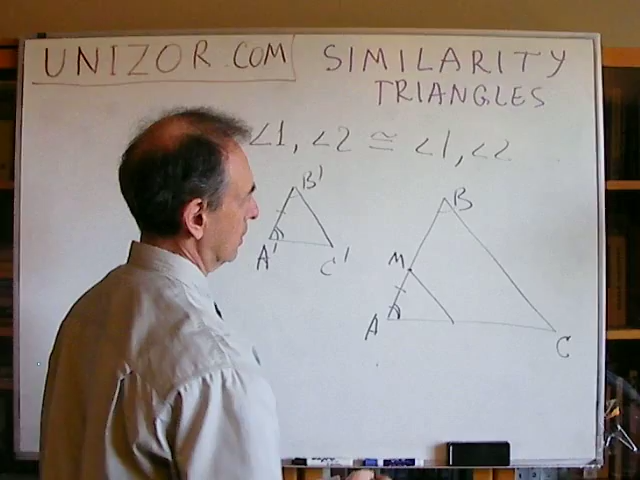 UNIZOR.COM
SIMILARITY
TRIANGLES
∠1, ∠2 ≅ ∠1, ∠2
B'
A'
C'
B
M
A
C